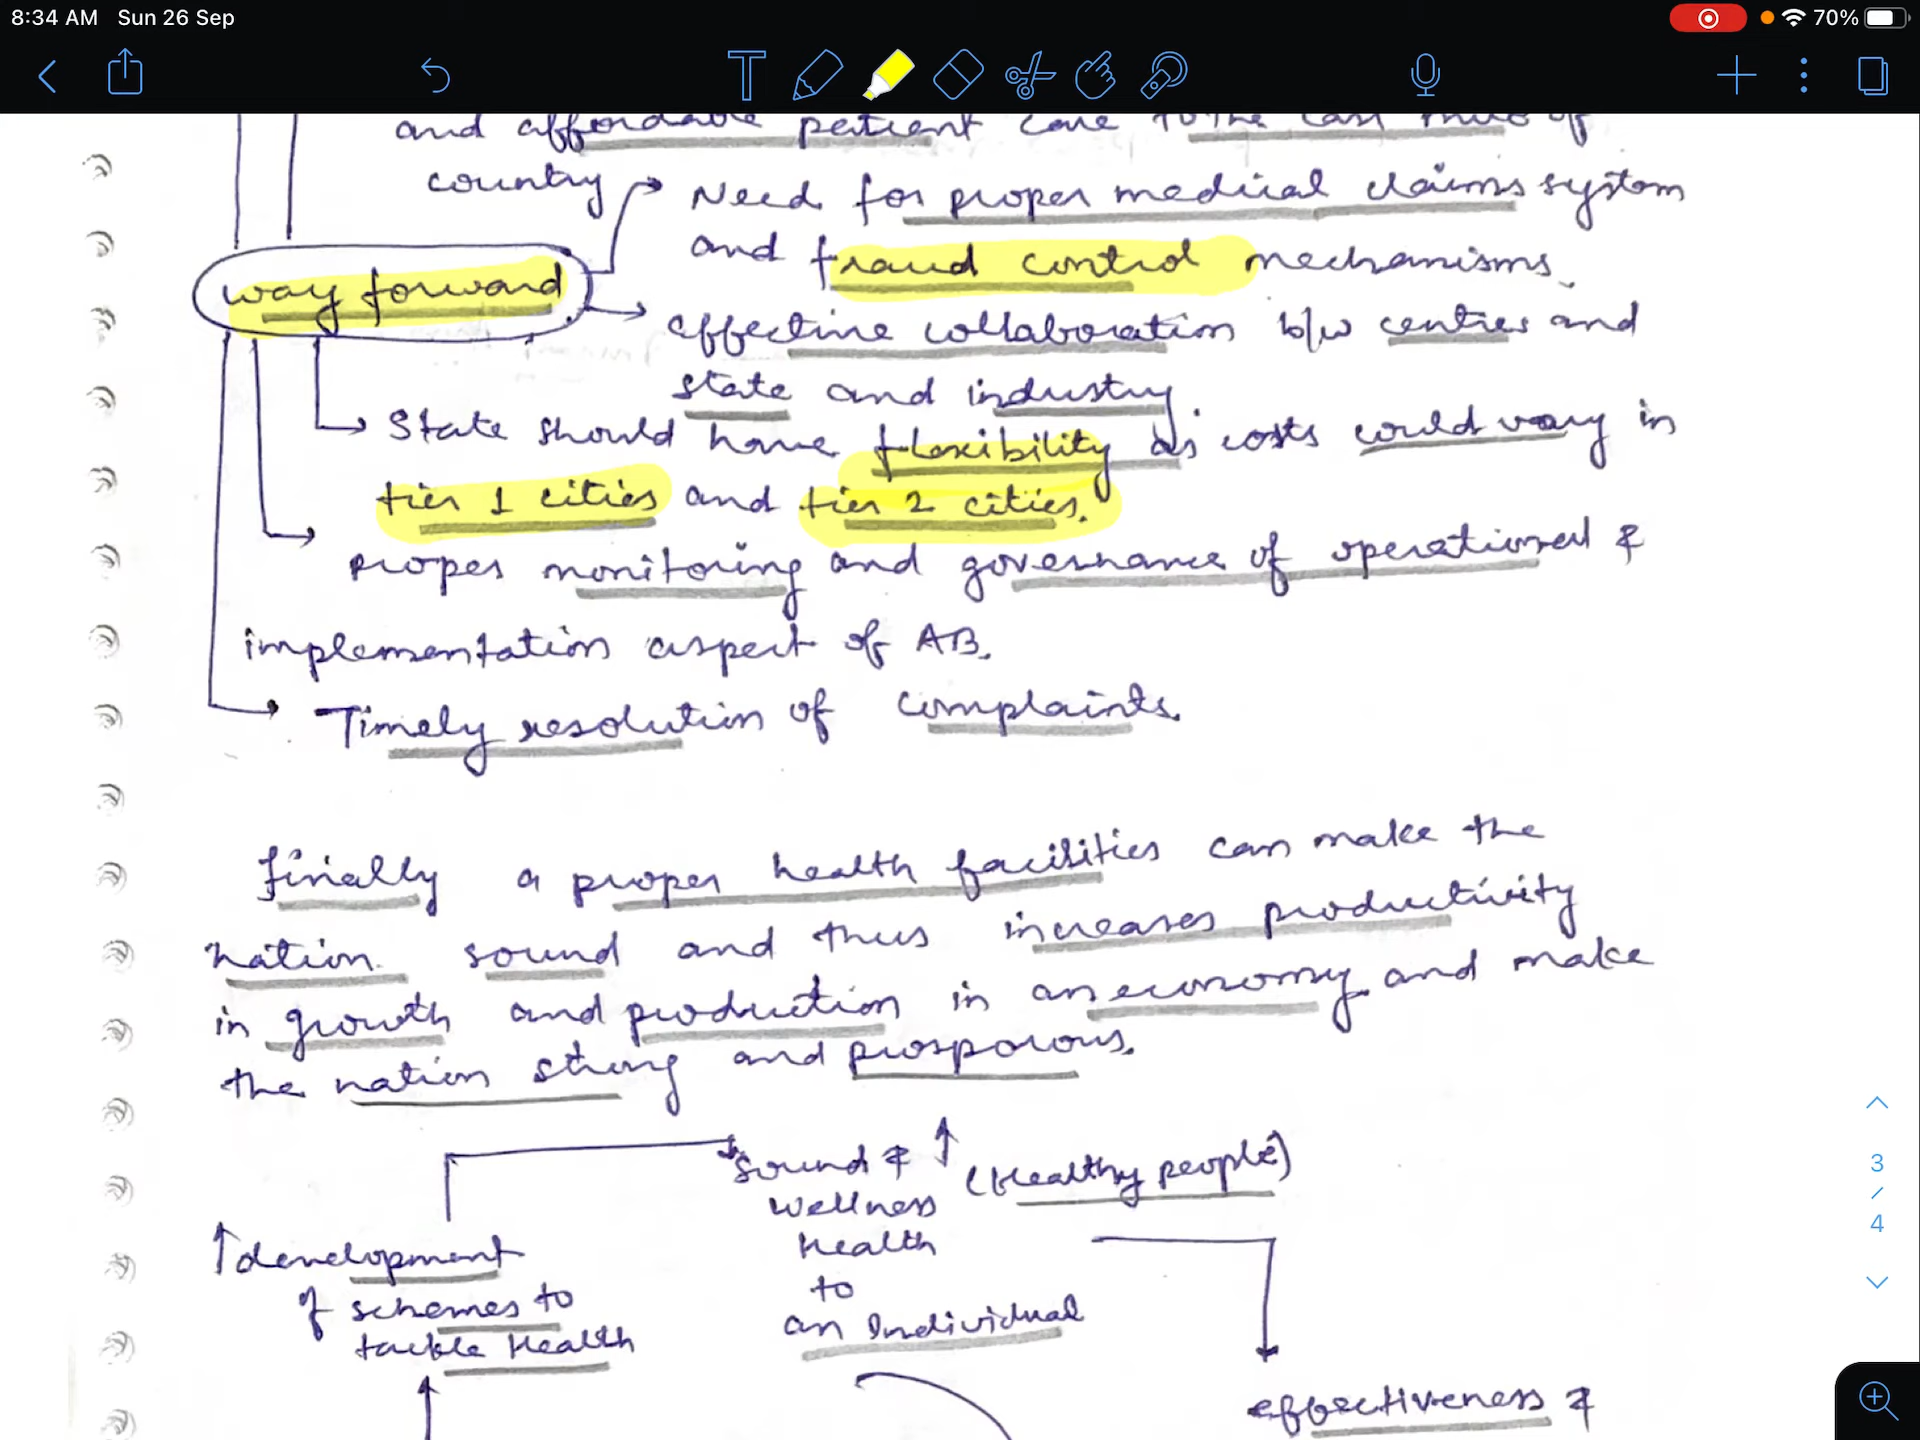 8:34 AM Sun 26 Sep
70%
and affordable patient care to the last mile of
country
Need for proper medical claims system
and fraud control mechanisms.
way forward
effective collaboration b/w centres and
state and industry.
State should have flexibility as costs could vary in
tier 1 cities and tier 2 cities.
proper monitoring and governance of operational &
implementation aspect of AB.
Timely resolution of complaints.
finally a proper health facilities can make the
nation sound and thus increases productivity
in growth and production in an economy and make
the nation strong and prosporous.
Sound & ↑ (Healthy people)
Wellness
Health
to
an Individual
↑ development
of schemes to
tackle Health
effectiveness &
3
/
4